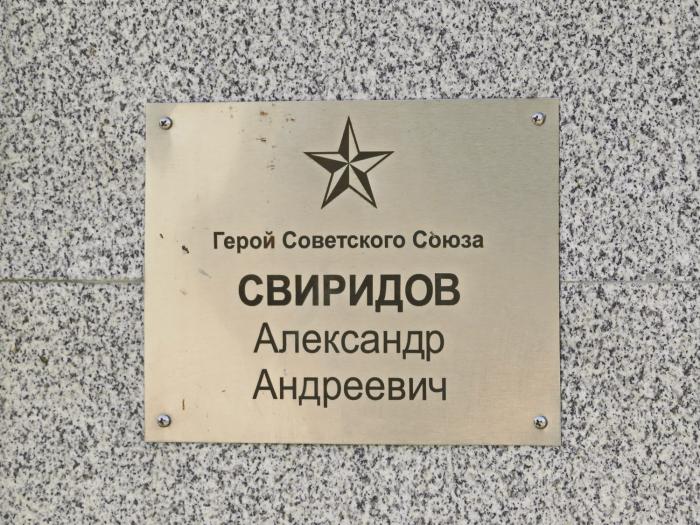 Герой Советского Союза
СВИРИДОВ
Александр
Андреевич